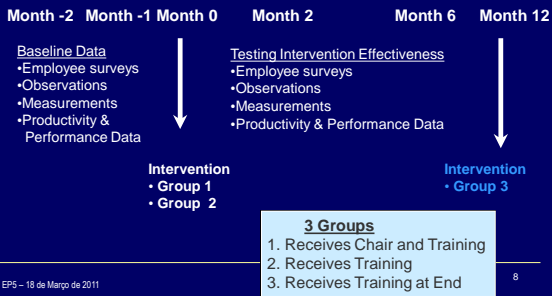 Month -2 Month -1 Month 0 Month 2 Month 6 Month 12
Baseline Data
•Employee surveys
•Observations
•Measurements
•Productivity &
Performance Data
Testing Intervention Effectiveness
•Employee surveys
•Observations
•Measurements
•Productivity & Performance Data
Intervention
• Group 1
• Group 2
Intervention
• Group 3
3 Groups
1. Receives Chair and Training
2. Receives Training
3. Receives Training at End
EP5 – 18 de Março de 2011
8